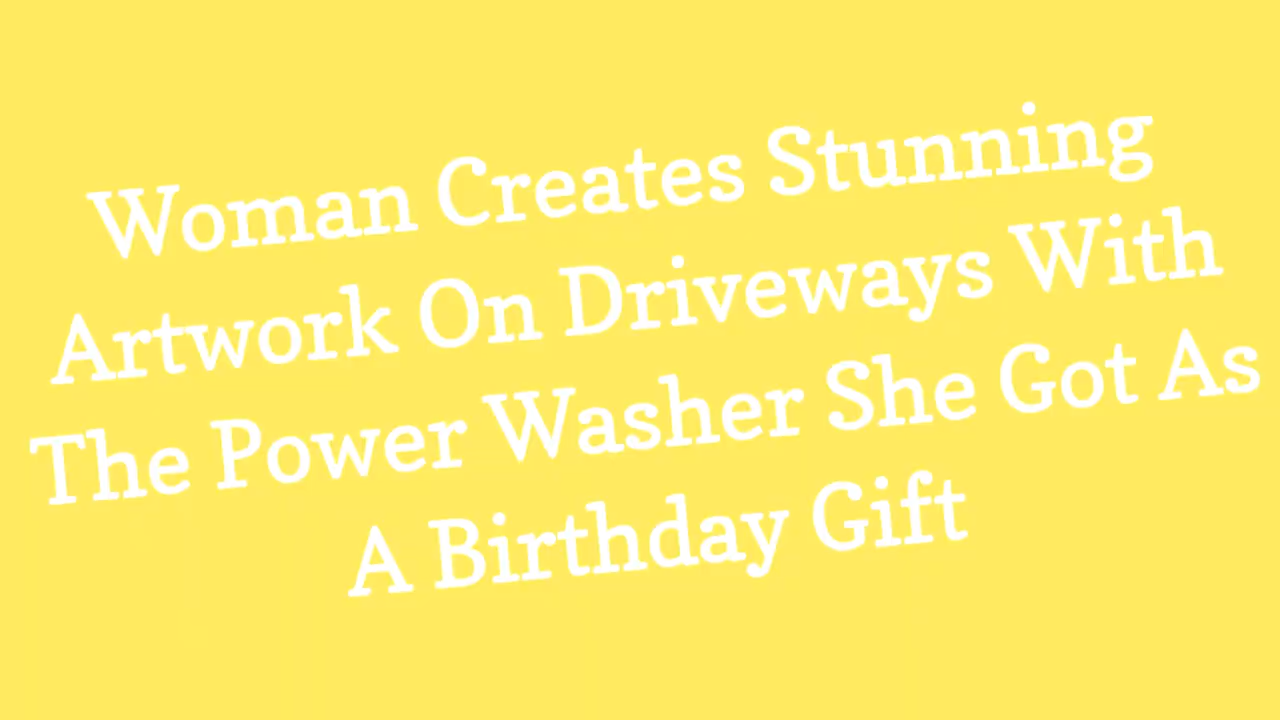 Woman Creates Stunning
Artwork On Driveways With
The Power Washer She Got As
A Birthday Gift